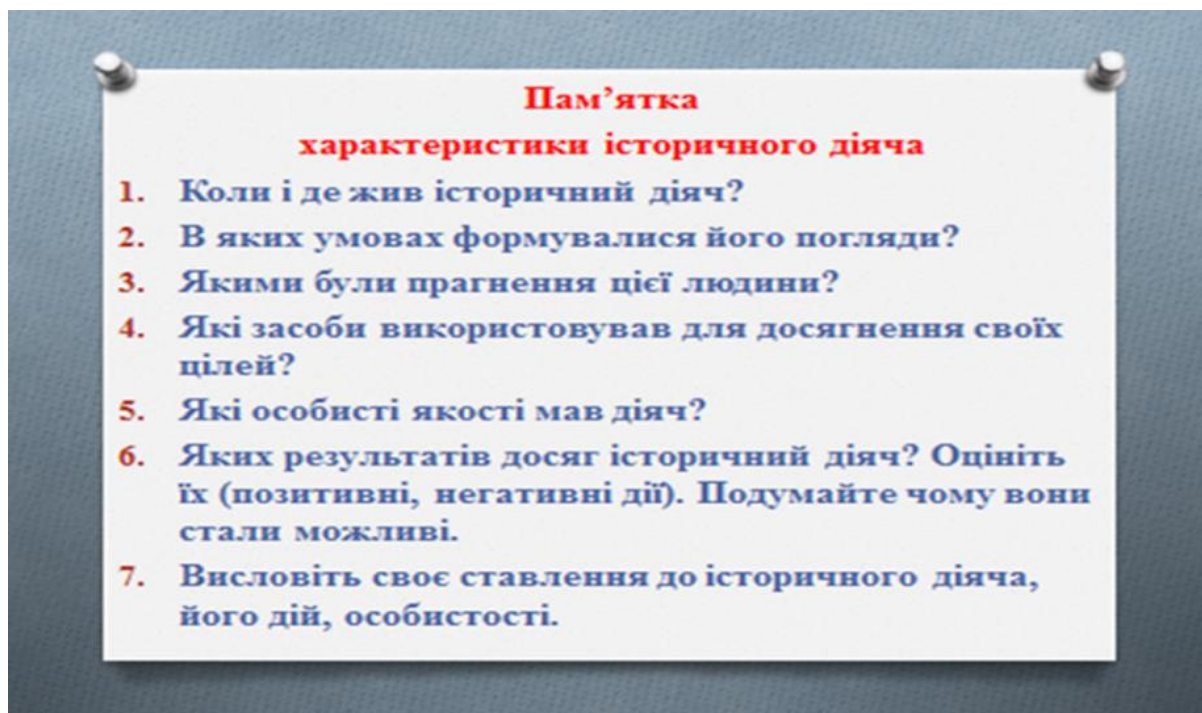 Пам’ятка
характеристики історичного діяча
1. Коли і де жив історичний діяч?
2. В яких умовах формувалися його погляди?
3. Якими були прагнення цієї людини?
4. Які засоби використовував для досягнення своїх
цілей?
5. Які особисті якості мав діяч?
6. Яких результатів досяг історичний діяч? Оцініть
їх (позитивні, негативні дії). Подумайте чому вони
стали можливі.
7. Висловіть своє ставлення до історичного діяча,
його дій, особистості.